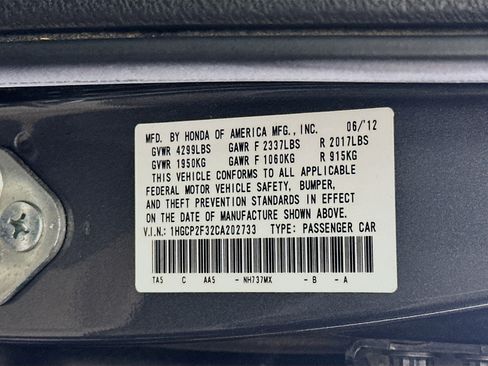 MFD. BY HONDA OF AMERICA MFG., INC. 06/'12
GVWR 4299LBS GAWR F 2337LBS R 2017LBS
GVWR 1950KG GAWR F 1060KG R 915KG
THIS VEHICLE CONFORMS TO ALL APPLICABLE
FEDERAL MOTOR VEHICLE SAFETY, BUMPER,
AND THEFT PREVENTION STANDARDS IN EFFECT
ON THE DATE OF MANUFACTURE SHOWN ABOVE.
V.I.N.: 1HGCP2F32CA202733 TYPE: PASSENGER CAR
TA5 C AA5 - NH737MX - B - A